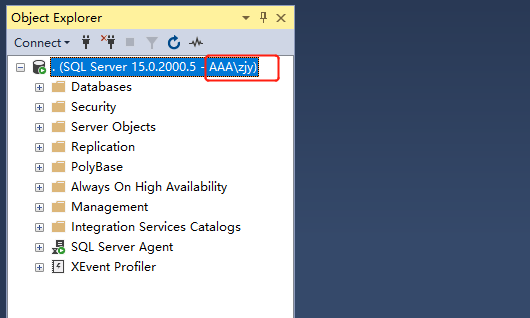 Object Explorer
Connect
. (SQL Server 15.0.2000.5 - AAA\zjy)
Databases
Security
Server Objects
Replication
PolyBase
Always On High Availability
Management
Integration Services Catalogs
SQL Server Agent
XEvent Profiler